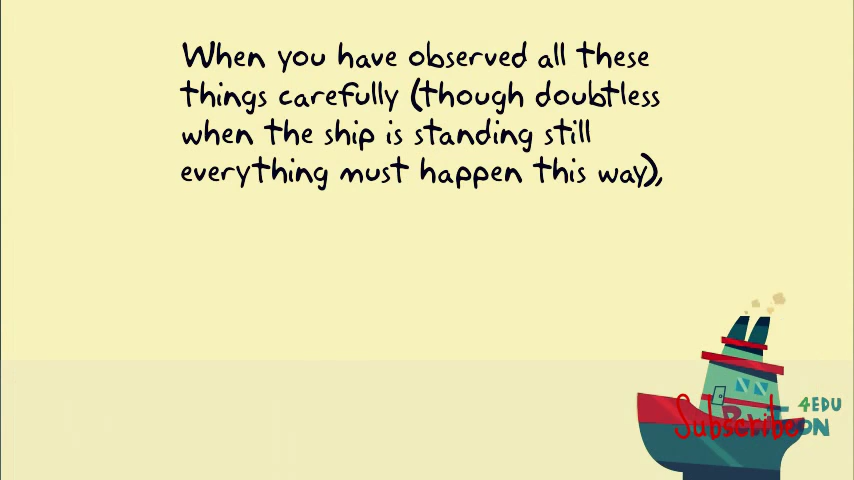 When you have observed all these
things carefully (though doubtless
when the ship is standing still
everything must happen this way),
4EDU
Subscribe